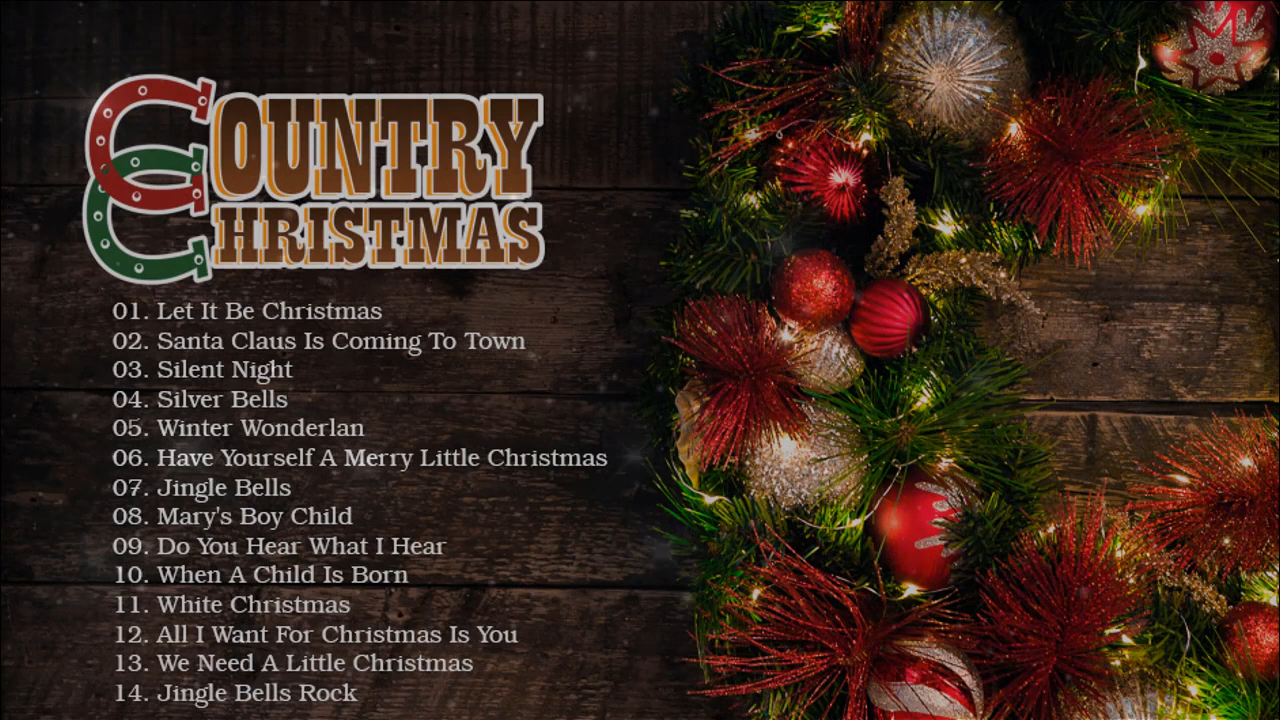 COUNTRY
CHRISTMAS
01. Let It Be Christmas
02. Santa Claus Is Coming To Town
03. Silent Night
04. Silver Bells
05. Winter Wonderlan
06. Have Yourself A Merry Little Christmas
07. Jingle Bells
08. Mary's Boy Child
09. Do You Hear What I Hear
10. When A Child Is Born
11. White Christmas
12. All I Want For Christmas Is You
13. We Need A Little Christmas
14. Jingle Bells Rock